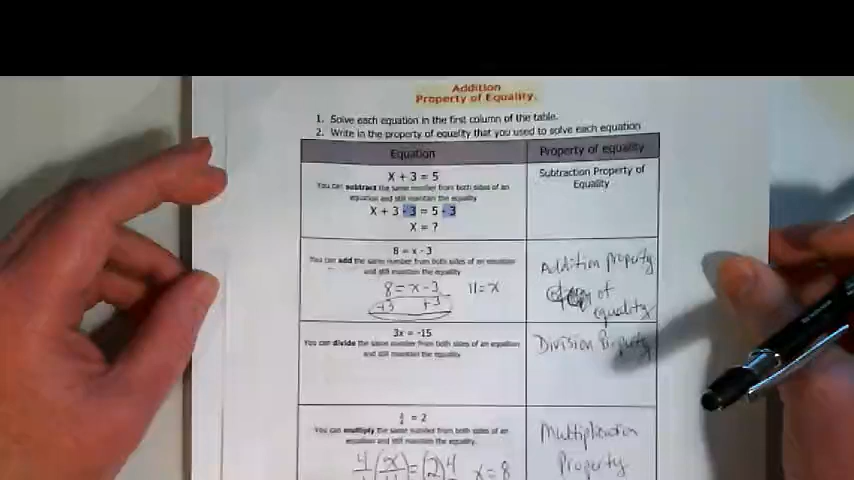 Addition
Property of Equality.
1. Solve each equation in the first column of the table.
2. Write in the property of equality that you used to solve each equation
Equation
Property of equality
X + 3 = 5
You can subtract the same number from both sides of an
equation and still maintain the equality
X + 3 - 3 = 5 - 3
X = ?
Subtraction Property of
Equality
8 = x - 3
You can add the same number from both sides of an equation
and still maintain the equality
8 = x - 3 11 = x
+3 +3
Addition property
of
equality
3x = -15
You can divide the same number from both sides of an equation
and still maintain the equality
Division Property
= 2
You can multiply the same number from both sides of an
equation and still maintain the equality
x = 8
Multiplication
Property